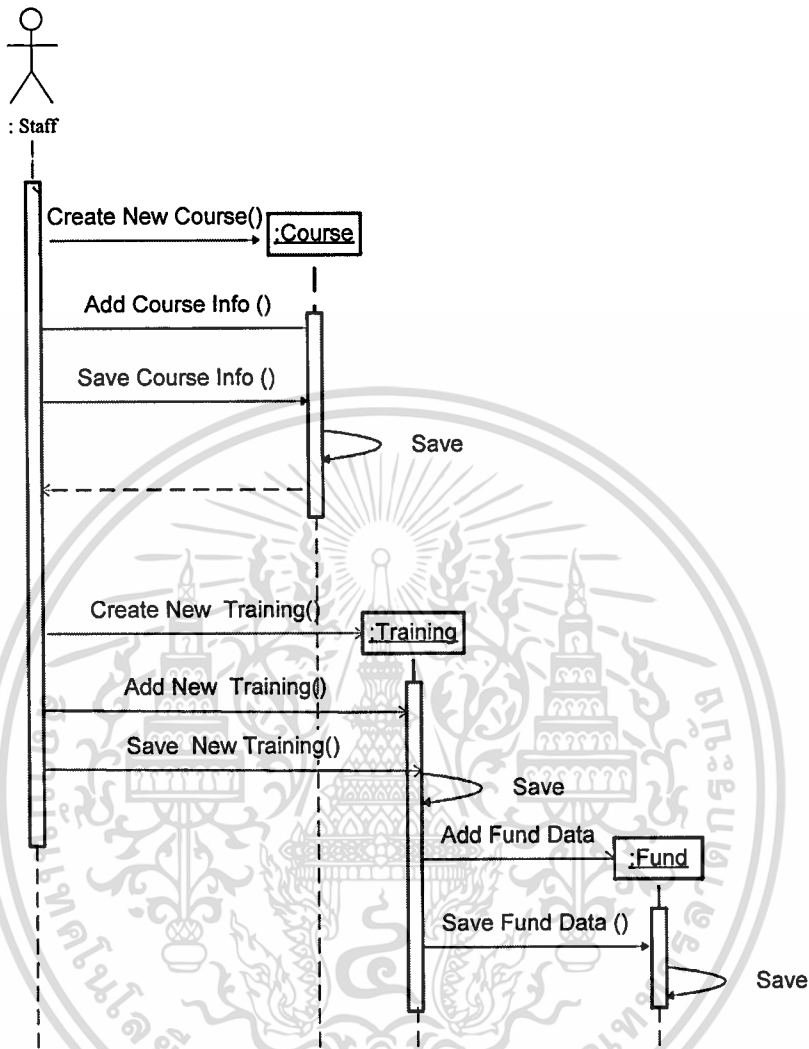 : Staff
Create New Course()
:Course
Add Course Info ()
Save Course Info ()
Save
Create New Training()
:Training
Add New Training()
Save New Training()
Save
Add Fund Data
:Fund
Save Fund Data ()
Save